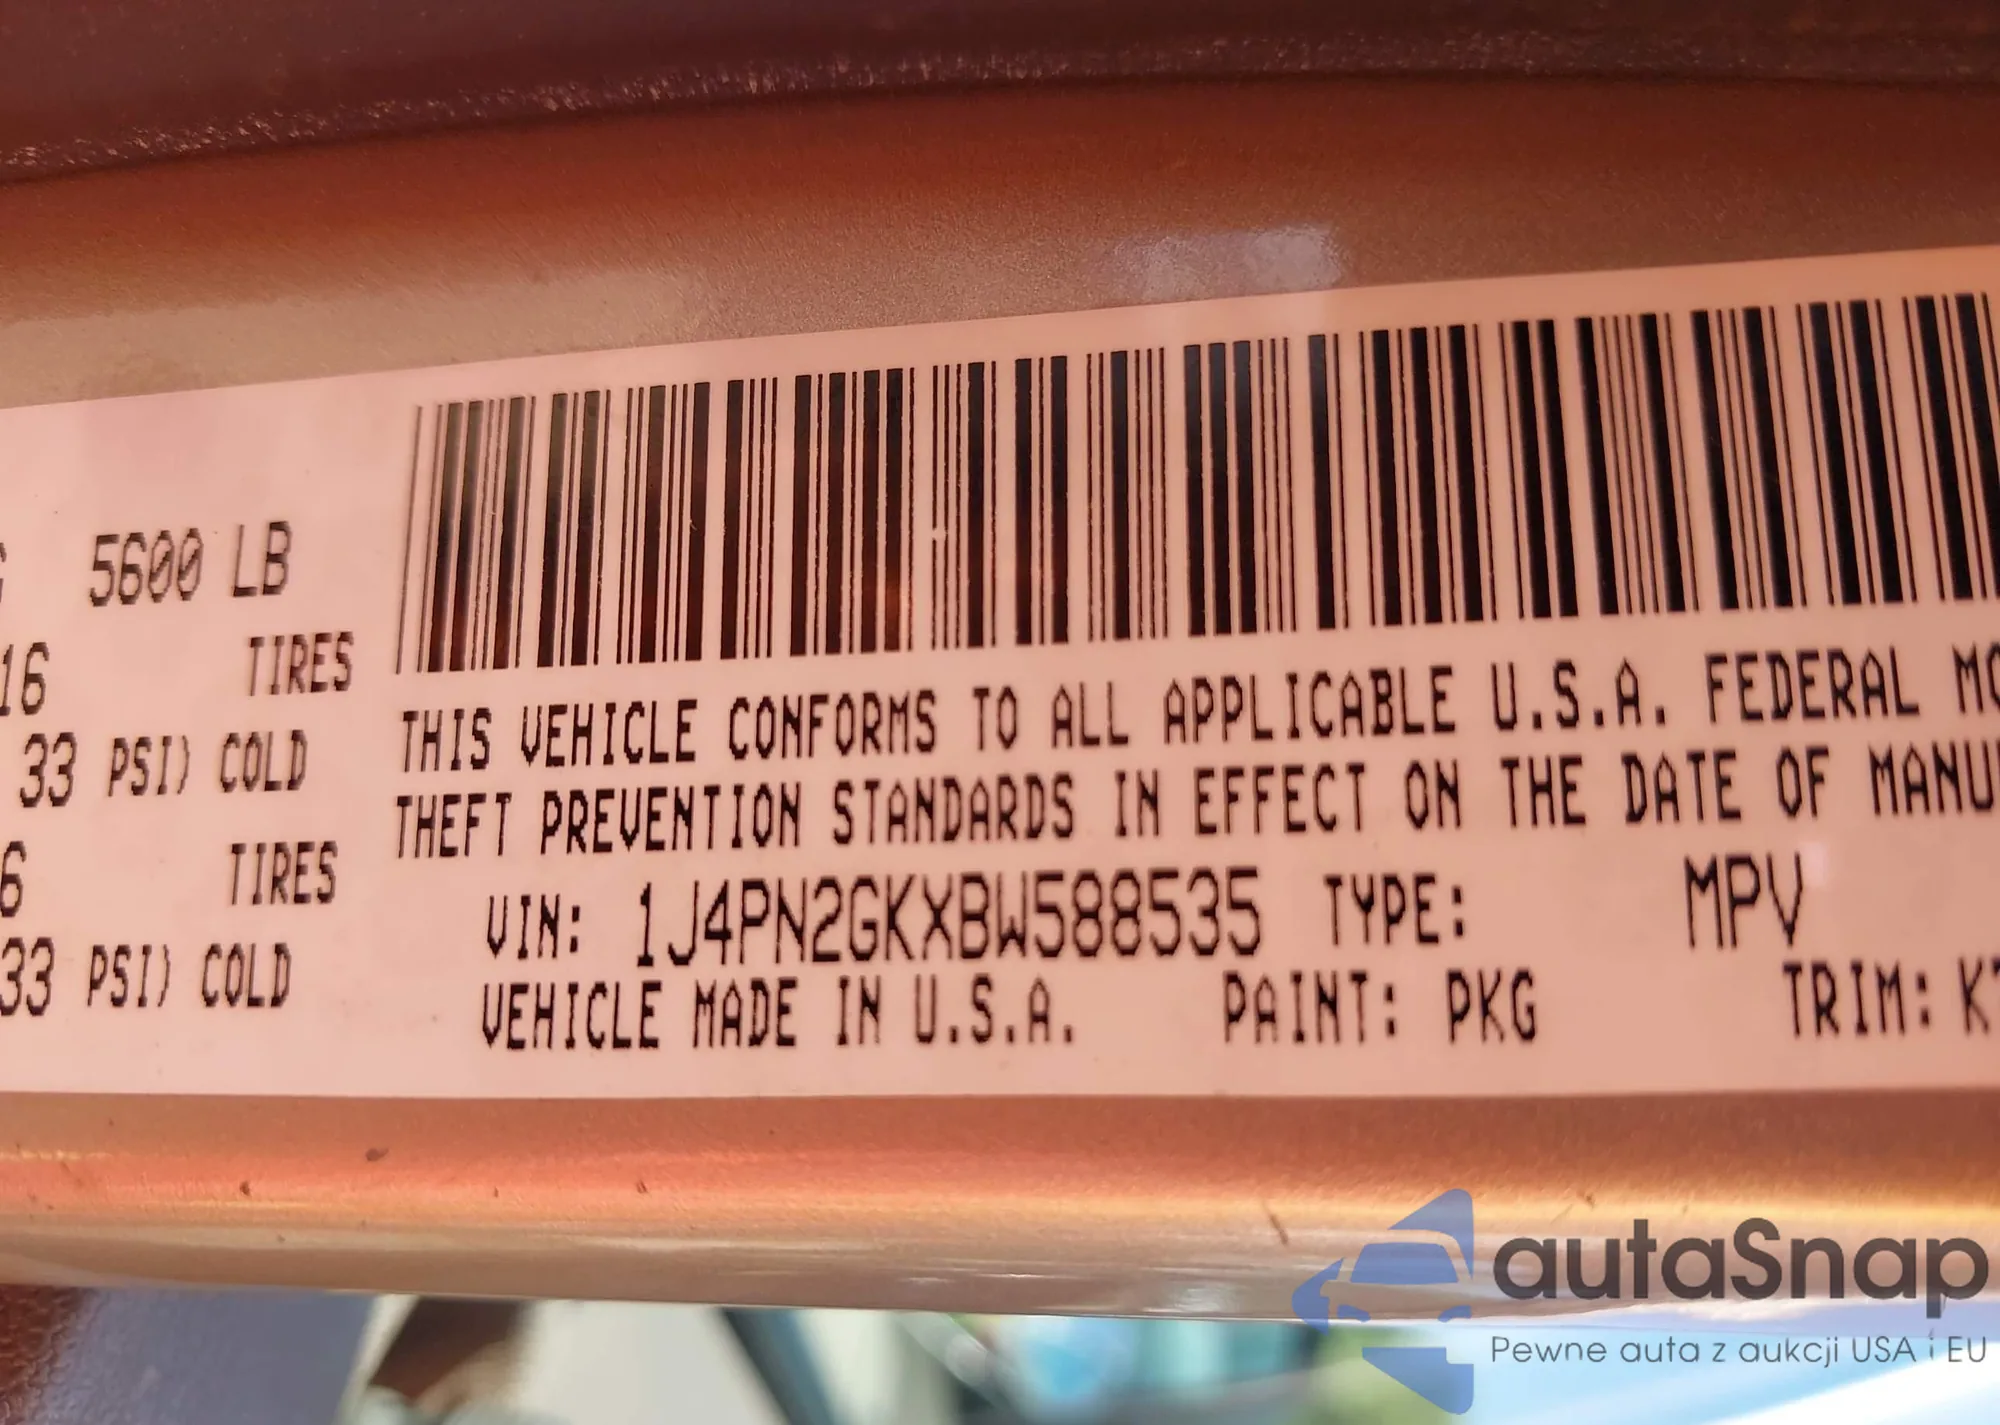 5600 LB
16 TIRES
33 PSI) COLD
6 TIRES
33 PSI) COLD
THIS VEHICLE CONFORMS TO ALL APPLICABLE U.S.A. FEDERAL MO
THEFT PREVENTION STANDARDS IN EFFECT ON THE DATE OF MANU
VIN: 1J4PN2GKXBW588535 TYPE: MPV
VEHICLE MADE IN U.S.A. PAINT: PKG TRIM: K
autaSnap
Pewne auta z aukcji USA i EU